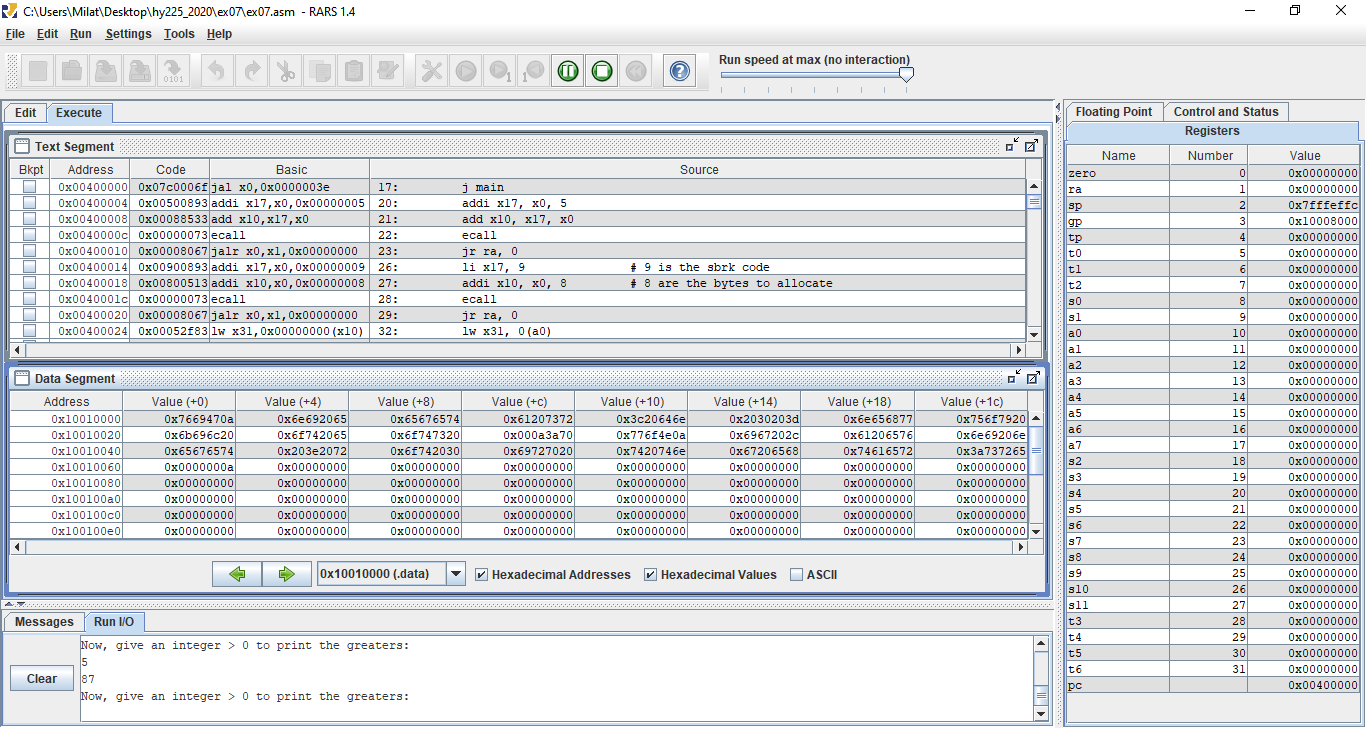 C:\Users\Milat\Desktop\hy225_2020\ex07\ex07.asm - RARS 1.4
File Edit Run Settings Tools Help
Run speed at max (no interaction)
Edit Execute
Text Segment
Bkpt Address Code Basic Source
0x00400000 0x07c0006f jal x0,0x0000003e 17: j main
0x00400004 0x00500893 addi x17,x0,0x00000005 20: addi x17, x0, 5
0x00400008 0x00088533 add x10,x17,x0 21: add x10, x17, x0
0x0040000c 0x00000073 ecall 22: ecall
0x00400010 0x00008067 jalr x0,x1,0x00000000 23: jr ra, 0
0x00400014 0x00900893 addi x17,x0,0x00000009 26: li x17, 9 # 9 is the sbrk code
0x00400018 0x00800513 addi x10,x0,0x00000008 27: addi x10, x0, 8 # 8 are the bytes to allocate
0x0040001c 0x00000073 ecall 28: ecall
0x00400020 0x00008067 jalr x0,x1,0x00000000 29: jr ra, 0
0x00400024 0x00052f83 lw x31,0x00000000(x10) 32: lw x31, 0(a0)
Data Segment
Address Value (+0) Value (+4) Value (+8) Value (+c) Value (+10) Value (+14) Value (+18) Value (+1c)
0x10010000 0x7669470a 0x6e692065 0x65676574 0x61207372 0x3c20646e 0x2030203d 0x6e656877 0x756f7920
0x10010020 0x6b696c20 0x6f742065 0x6f747320 0x000a3a70 0x776f4e0a 0x6967202c 0x61206576 0x6e69206e
0x10010040 0x65676574 0x203e2072 0x6f742030 0x69727020 0x7420746e 0x67206568 0x74616572 0x3a737265
0x10010060 0x0000000a 0x00000000 0x00000000 0x00000000 0x00000000 0x00000000 0x00000000 0x00000000
0x10010080 0x00000000 0x00000000 0x00000000 0x00000000 0x00000000 0x00000000 0x00000000 0x00000000
0x100100a0 0x00000000 0x00000000 0x00000000 0x00000000 0x00000000 0x00000000 0x00000000 0x00000000
0x100100c0 0x00000000 0x00000000 0x00000000 0x00000000 0x00000000 0x00000000 0x00000000 0x00000000
0x100100e0 0x00000000 0x00000000 0x00000000 0x00000000 0x00000000 0x00000000 0x00000000 0x00000000
0x10010000 (.data) Hexadecimal Addresses Hexadecimal Values ASCII
Messages Run I/O
Clear
Now, give an integer > 0 to print the greaters:
5
87
Now, give an integer > 0 to print the greaters:
Floating Point Control and Status
Registers
Name Number Value
zero 0 0x00000000
ra 1 0x00000000
sp 2 0x7fffeffc
gp 3 0x10008000
tp 4 0x00000000
t0 5 0x00000000
t1 6 0x00000000
t2 7 0x00000000
s0 8 0x00000000
s1 9 0x00000000
a0 10 0x00000000
a1 11 0x00000000
a2 12 0x00000000
a3 13 0x00000000
a4 14 0x00000000
a5 15 0x00000000
a6 16 0x00000000
a7 17 0x00000000
s2 18 0x00000000
s3 19 0x00000000
s4 20 0x00000000
s5 21 0x00000000
s6 22 0x00000000
s7 23 0x00000000
s8 24 0x00000000
s9 25 0x00000000
s10 26 0x00000000
s11 27 0x00000000
t3 28 0x00000000
t4 29 0x00000000
t5 30 0x00000000
t6 31 0x00000000
pc 0x00400000